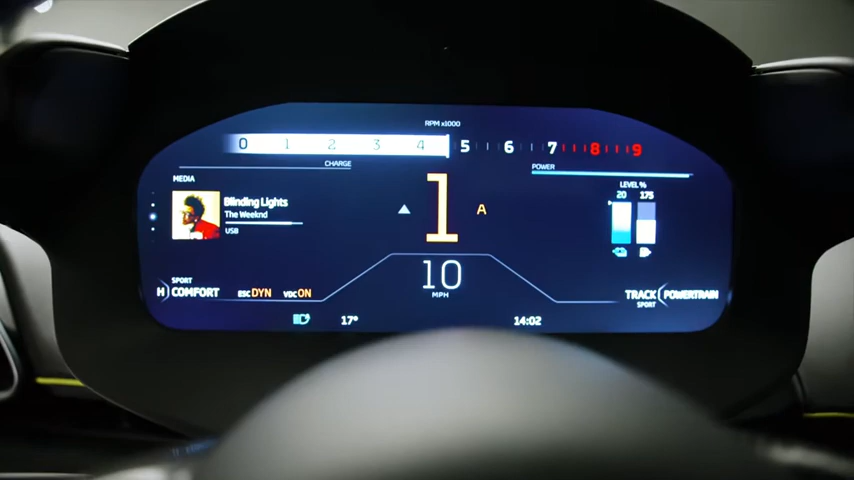 RPM x1000
0 1 2 3 4 5 6 7 8 9
CHARGE
POWER
MEDIA
Blinding Lights
The Weeknd
USB
1 A
LEVEL %
20 175
10
MPH
SPORT
H COMFORT
ESC DYN VDC ON
TRACK POWERTRAIN
SPORT
17° 14:02